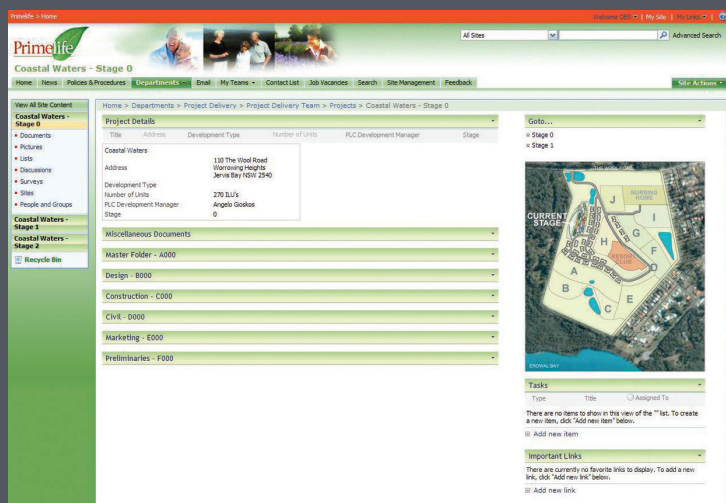 Primelife > Home
Welcome CBS | My Site | My Links |
All Sites
Advanced Search
Primelife
Coastal Waters - Stage 0
Home News Policies & Procedures Departments Email My Teams Contact List Job Vacancies Search Site Management Feedback
Site Actions
View All Site Content
Coastal Waters - Stage 0
Documents
Pictures
Lists
Discussions
Surveys
Sites
People and Groups
Coastal Waters - Stage 1
Coastal Waters - Stage 2
Recycle Bin
Home > Departments > Project Delivery > Project Delivery Team > Projects > Coastal Waters - Stage 0
Project Details
Title Address Development Type Number of Units PLC Development Manager Stage
Coastal Waters
Address 110 The Wool Road
Worrowing Heights
Jervis Bay NSW 2540
Development Type
Number of Units 270 ILU's
PLC Development Manager Angelo Gioskos
Stage 0
Miscellaneous Documents
Master Folder - A000
Design - B000
Construction - C000
Civil - D000
Marketing - E000
Preliminaries - F000
Goto...
Stage 0
Stage 1
CURRENT STAGE
NURSING HOME
J
I
G
H
F
RESORT CLUB
D
A
B
C
E
EROWAL BAY
Tasks
Type Title Assigned To
There are no items to show in this view of the "" list. To create a new item, click "Add new item" below.
Add new item
Important Links
There are currently no favorite links to display. To add a new link, click "Add new link" below.
Add new link